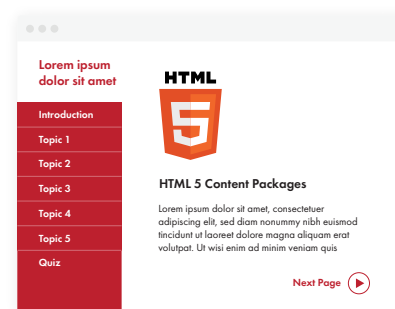 Lorem ipsum
dolor sit amet
Introduction
Topic 1
Topic 2
Topic 3
Topic 4
Topic 5
Quiz
HTML
5
HTML 5 Content Packages
Lorem ipsum dolor sit amet, consectetuer
adipiscing elit, sed diam nonummy nibh euismod
tincidunt ut laoreet dolore magna aliquam erat
volutpat. Ut wisi enim ad minim veniam quis
Next Page